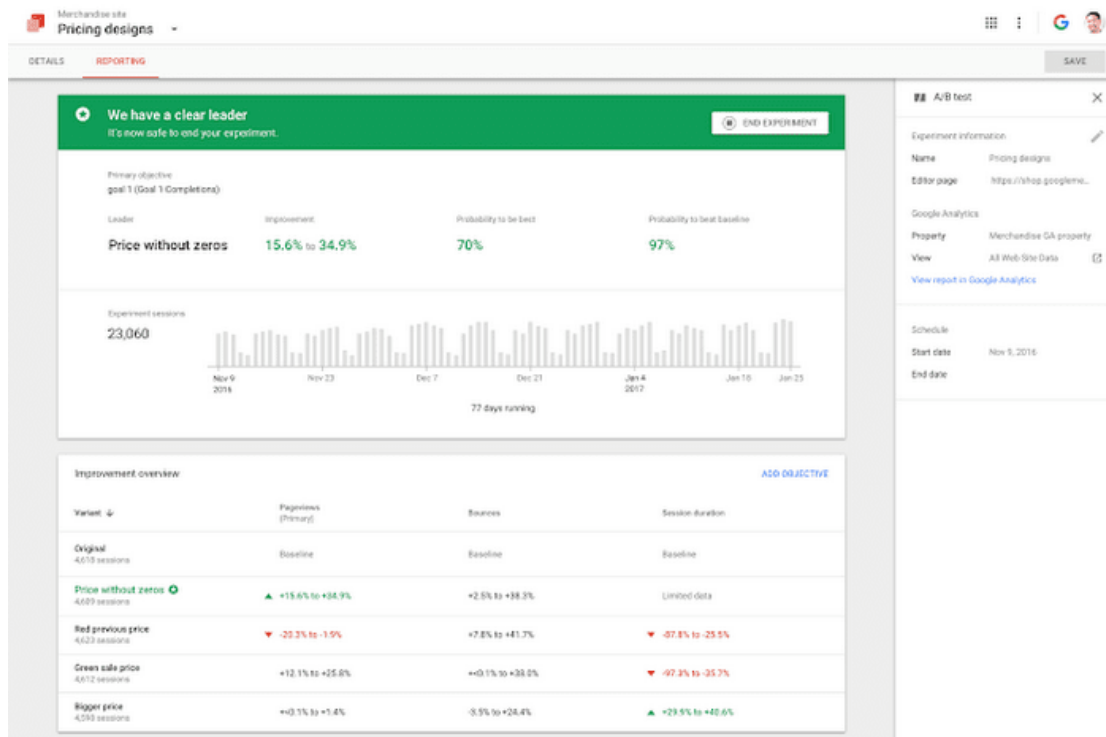 Merchandise site
Pricing designs
DETAILS REPORTING SAVE
We have a clear leader
It's now safe to end your experiment.
END EXPERIMENT
Primary objective
goal 1 (Goal 1 Completions)
Leader Improvement Probability to be best Probability to beat baseline
Price without zeros 15.6% to 34.9% 70% 97%
Experiment sessions
23,060
Nov 9 Nov 23 Dec 7 Dec 21 Jan 4 Jan 18 Jan 25
2016 2017
77 days running
Improvement overview ADD OBJECTIVE
Variant Pageviews Bounces Session duration
(Primary)
Original Baseline Baseline Baseline
4,618 sessions
Price without zeros +15.6% to +34.9% +2.5% to +38.3% Limited data
sessions
Red previous price -20.3% to -1.9% +7.8% to +41.7% to -25.5%
4,623 sessions
Green sale price +12.1% to +25.8% to +33.0% -97.3% to -35.7%
4,612 sessions
Bigger price to +1.4% -3.5% to +24.4% +29.9% to +40.6%
4,598 sessions
A/B test
Experiment information
Name Pricing designs
Editor page https://shop.googleme...
Google Analytics
Property Merchandise GA property
View All Web Site Data
View report in Google Analytics
Schedule
Start date Nov 9, 2016
End date